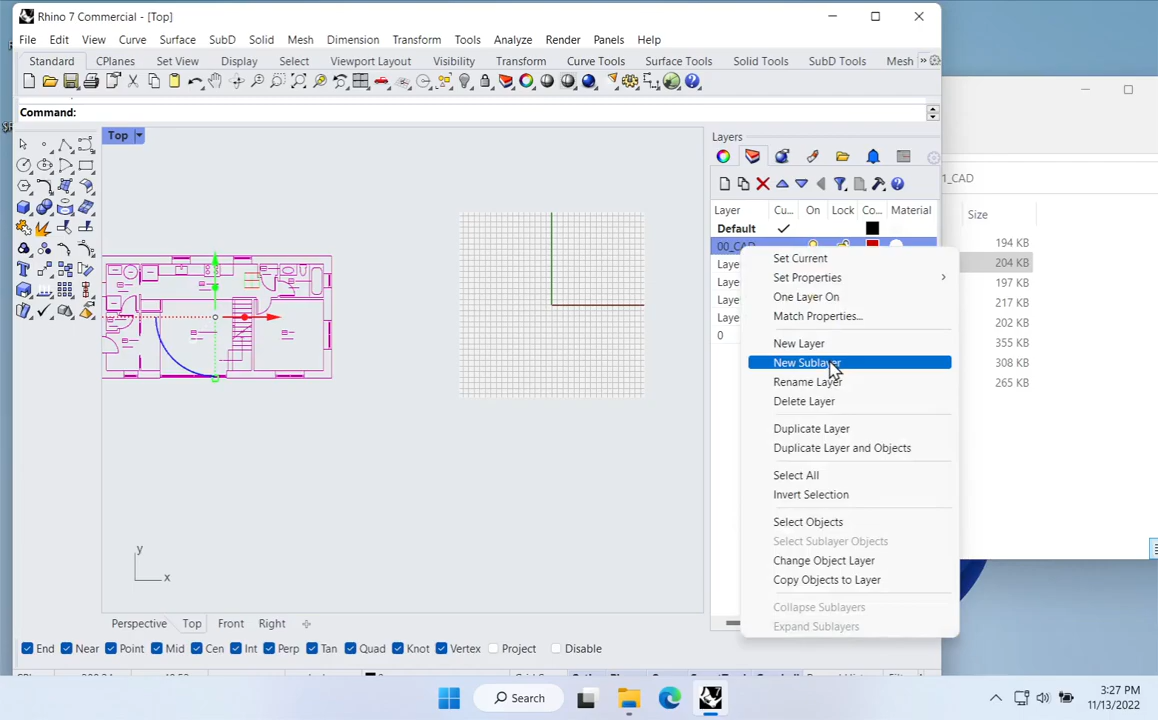 Rhino 7 Commercial - [Top]
File Edit View Curve Surface SubD Solid Mesh Dimension Transform Tools Analyze Render Panels Help
Standard CPlanes Set View Display Select Viewport Layout Visibility Transform Curve Tools Surface Tools Solid Tools SubD Tools Mesh »
Command:
Top
Layers
1_CAD
Layer Cu... On Lock Co... Material
Size
Default
00_CAD
194 KB
Set Current
Laye
204 KB
Set Properties
Laye
197 KB
One Layer On
Laye
217 KB
Match Properties...
Laye
202 KB
0
New Layer
355 KB
New Sublayer
308 KB
Rename Layer
265 KB
Delete Layer
Duplicate Layer
Duplicate Layer and Objects
Select All
Invert Selection
Select Objects
Select Sublayer Objects
Change Object Layer
Copy Objects to Layer
Collapse Sublayers
Expand Sublayers
y
x
Perspective Top Front Right
End Near Point Mid Cen Int Perp Tan Quad Knot Vertex Project Disable
Search
3:27 PM
11/13/2022